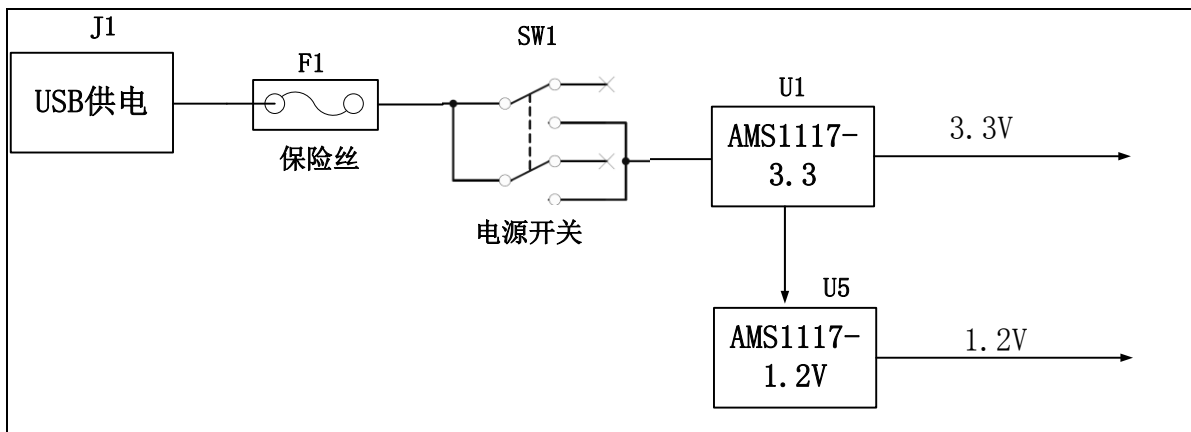 J1
USB供电
F1
保险丝
SW1
电源开关
U1
AMS1117-
3.3
3.3V
U5
AMS1117-
1.2V
1.2V